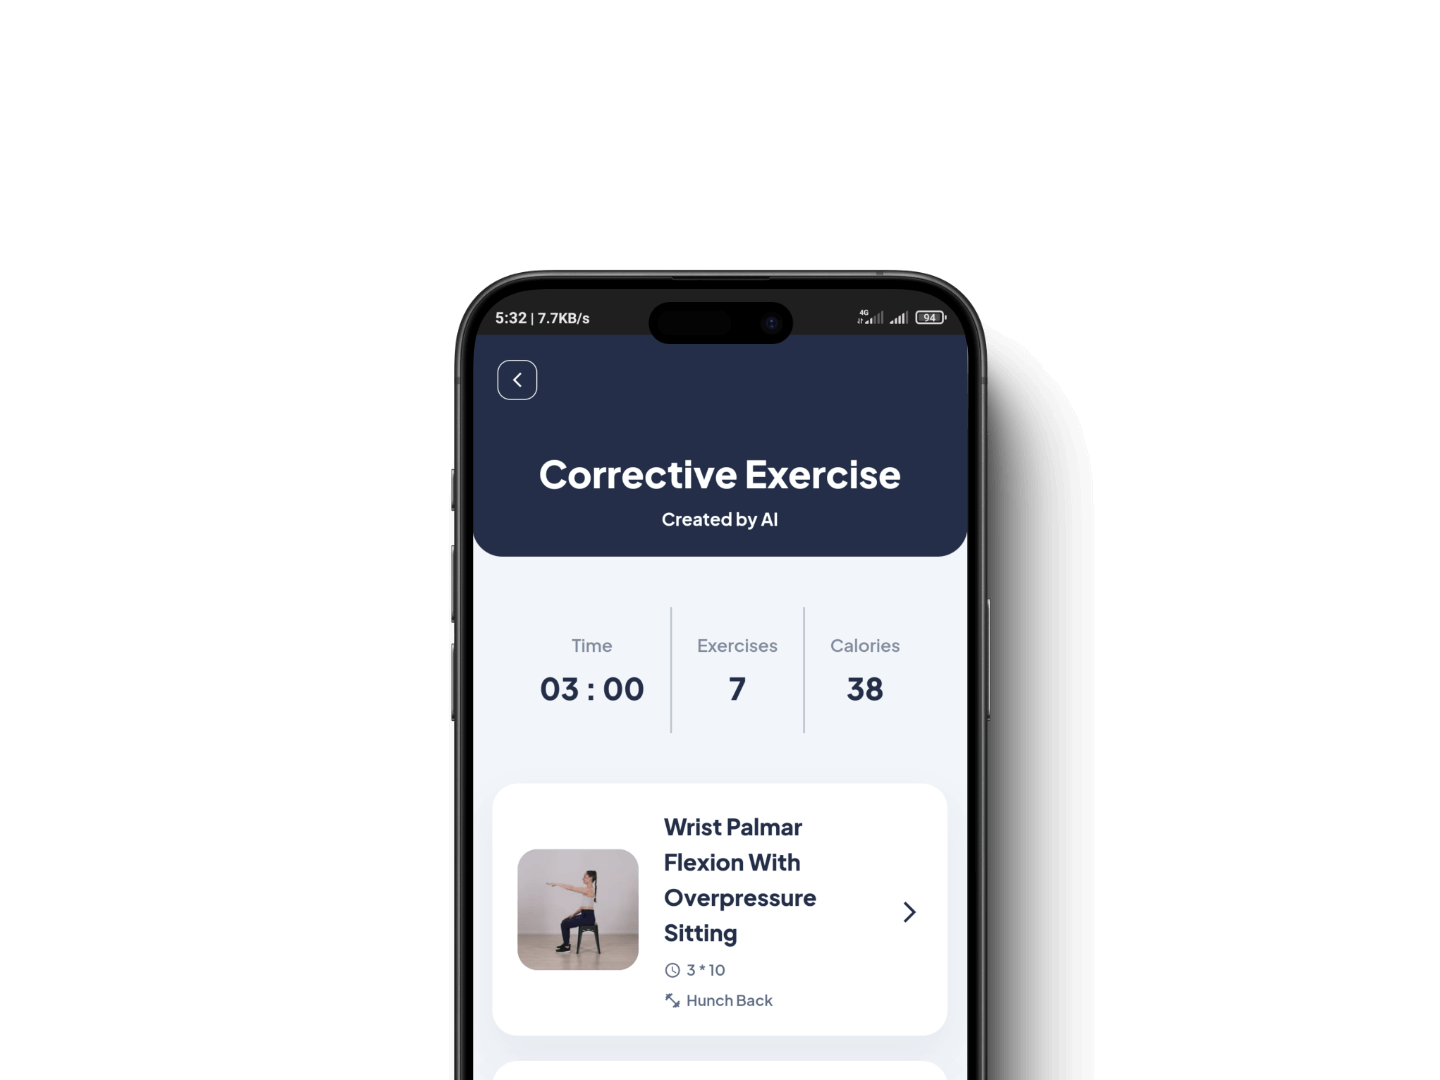 5:32 | 7.7KB/s
4G
94
Corrective Exercise
Created by AI
Time
Exercises
Calories
03 : 00
7
38
Wrist Palmar
Flexion With
Overpressure
Sitting
3 * 10
Hunch Back